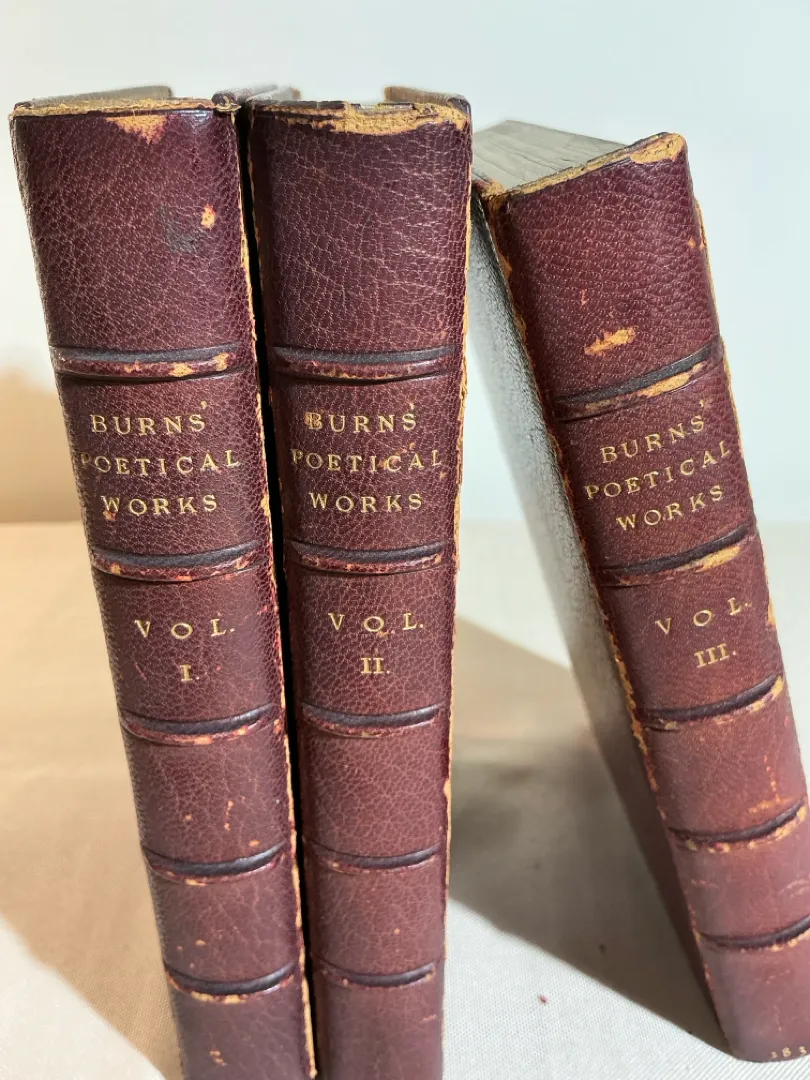 BURNS'
POETICAL
WORKS
VOL.
I.
BURNS'
POETICAL
WORKS
VOL.
II.
BURNS'
POETICAL
WORKS
VOL.
III.